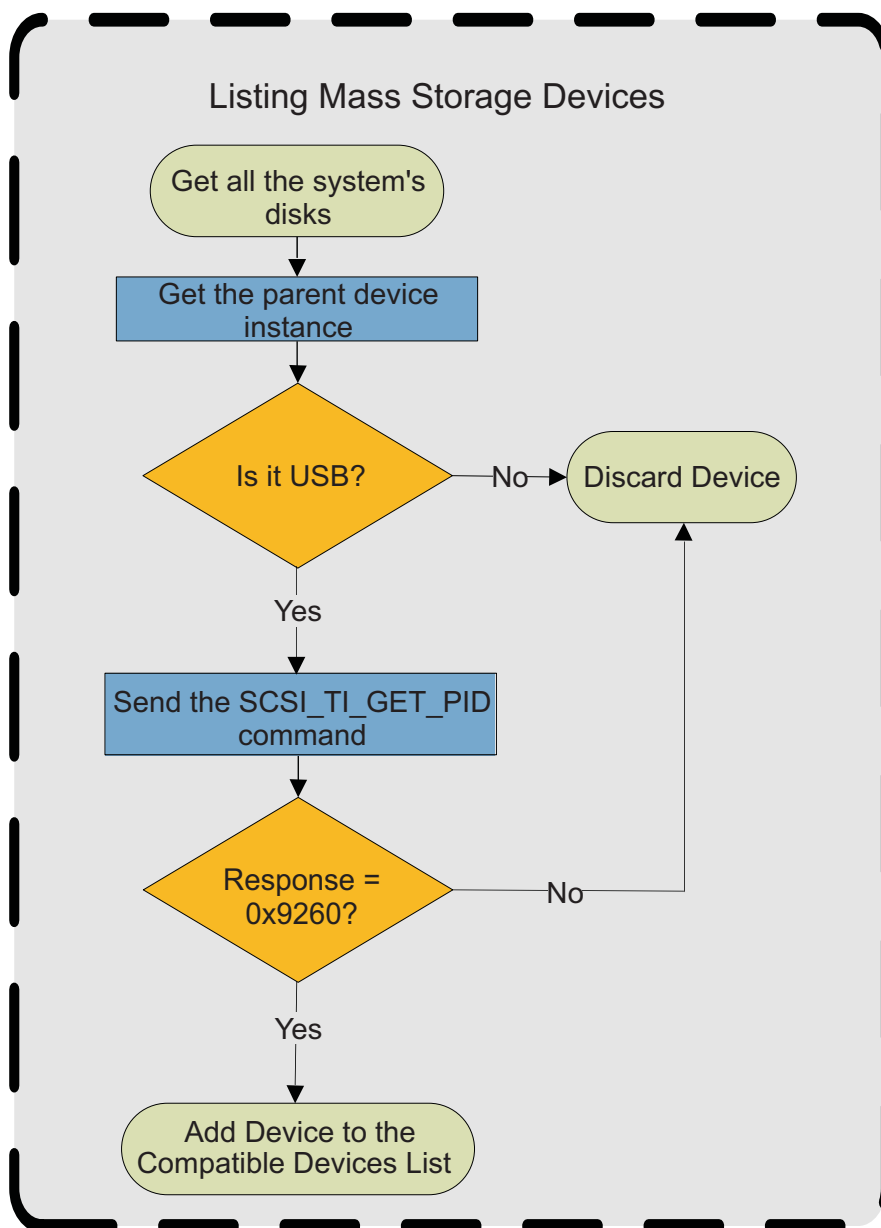 Listing Mass Storage Devices
Get all the system's
disks
Get the parent device
instance
Is it USB?
No
Discard Device
Yes
Send the SCSI_TI_GET_PID
command
Response =
0x9260?
No
Yes
Add Device to the
Compatible Devices List